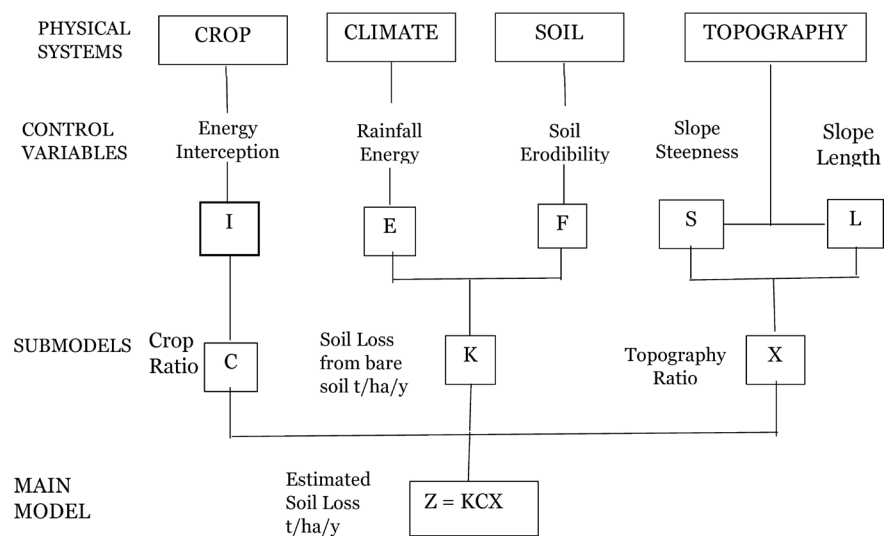 PHYSICAL
SYSTEMS
CROP
CLIMATE
SOIL
TOPOGRAPHY
CONTROL
VARIABLES
Energy
Interception
Rainfall
Energy
Soil
Erodibility
Slope
Steepness
Slope
Length
I
E
F
S
L
SUBMODELS
Crop
Ratio
C
Soil Loss
from bare
soil t/ha/y
K
Topography
Ratio
X
MAIN
MODEL
Estimated
Soil Loss
t/ha/y
Z = KCX